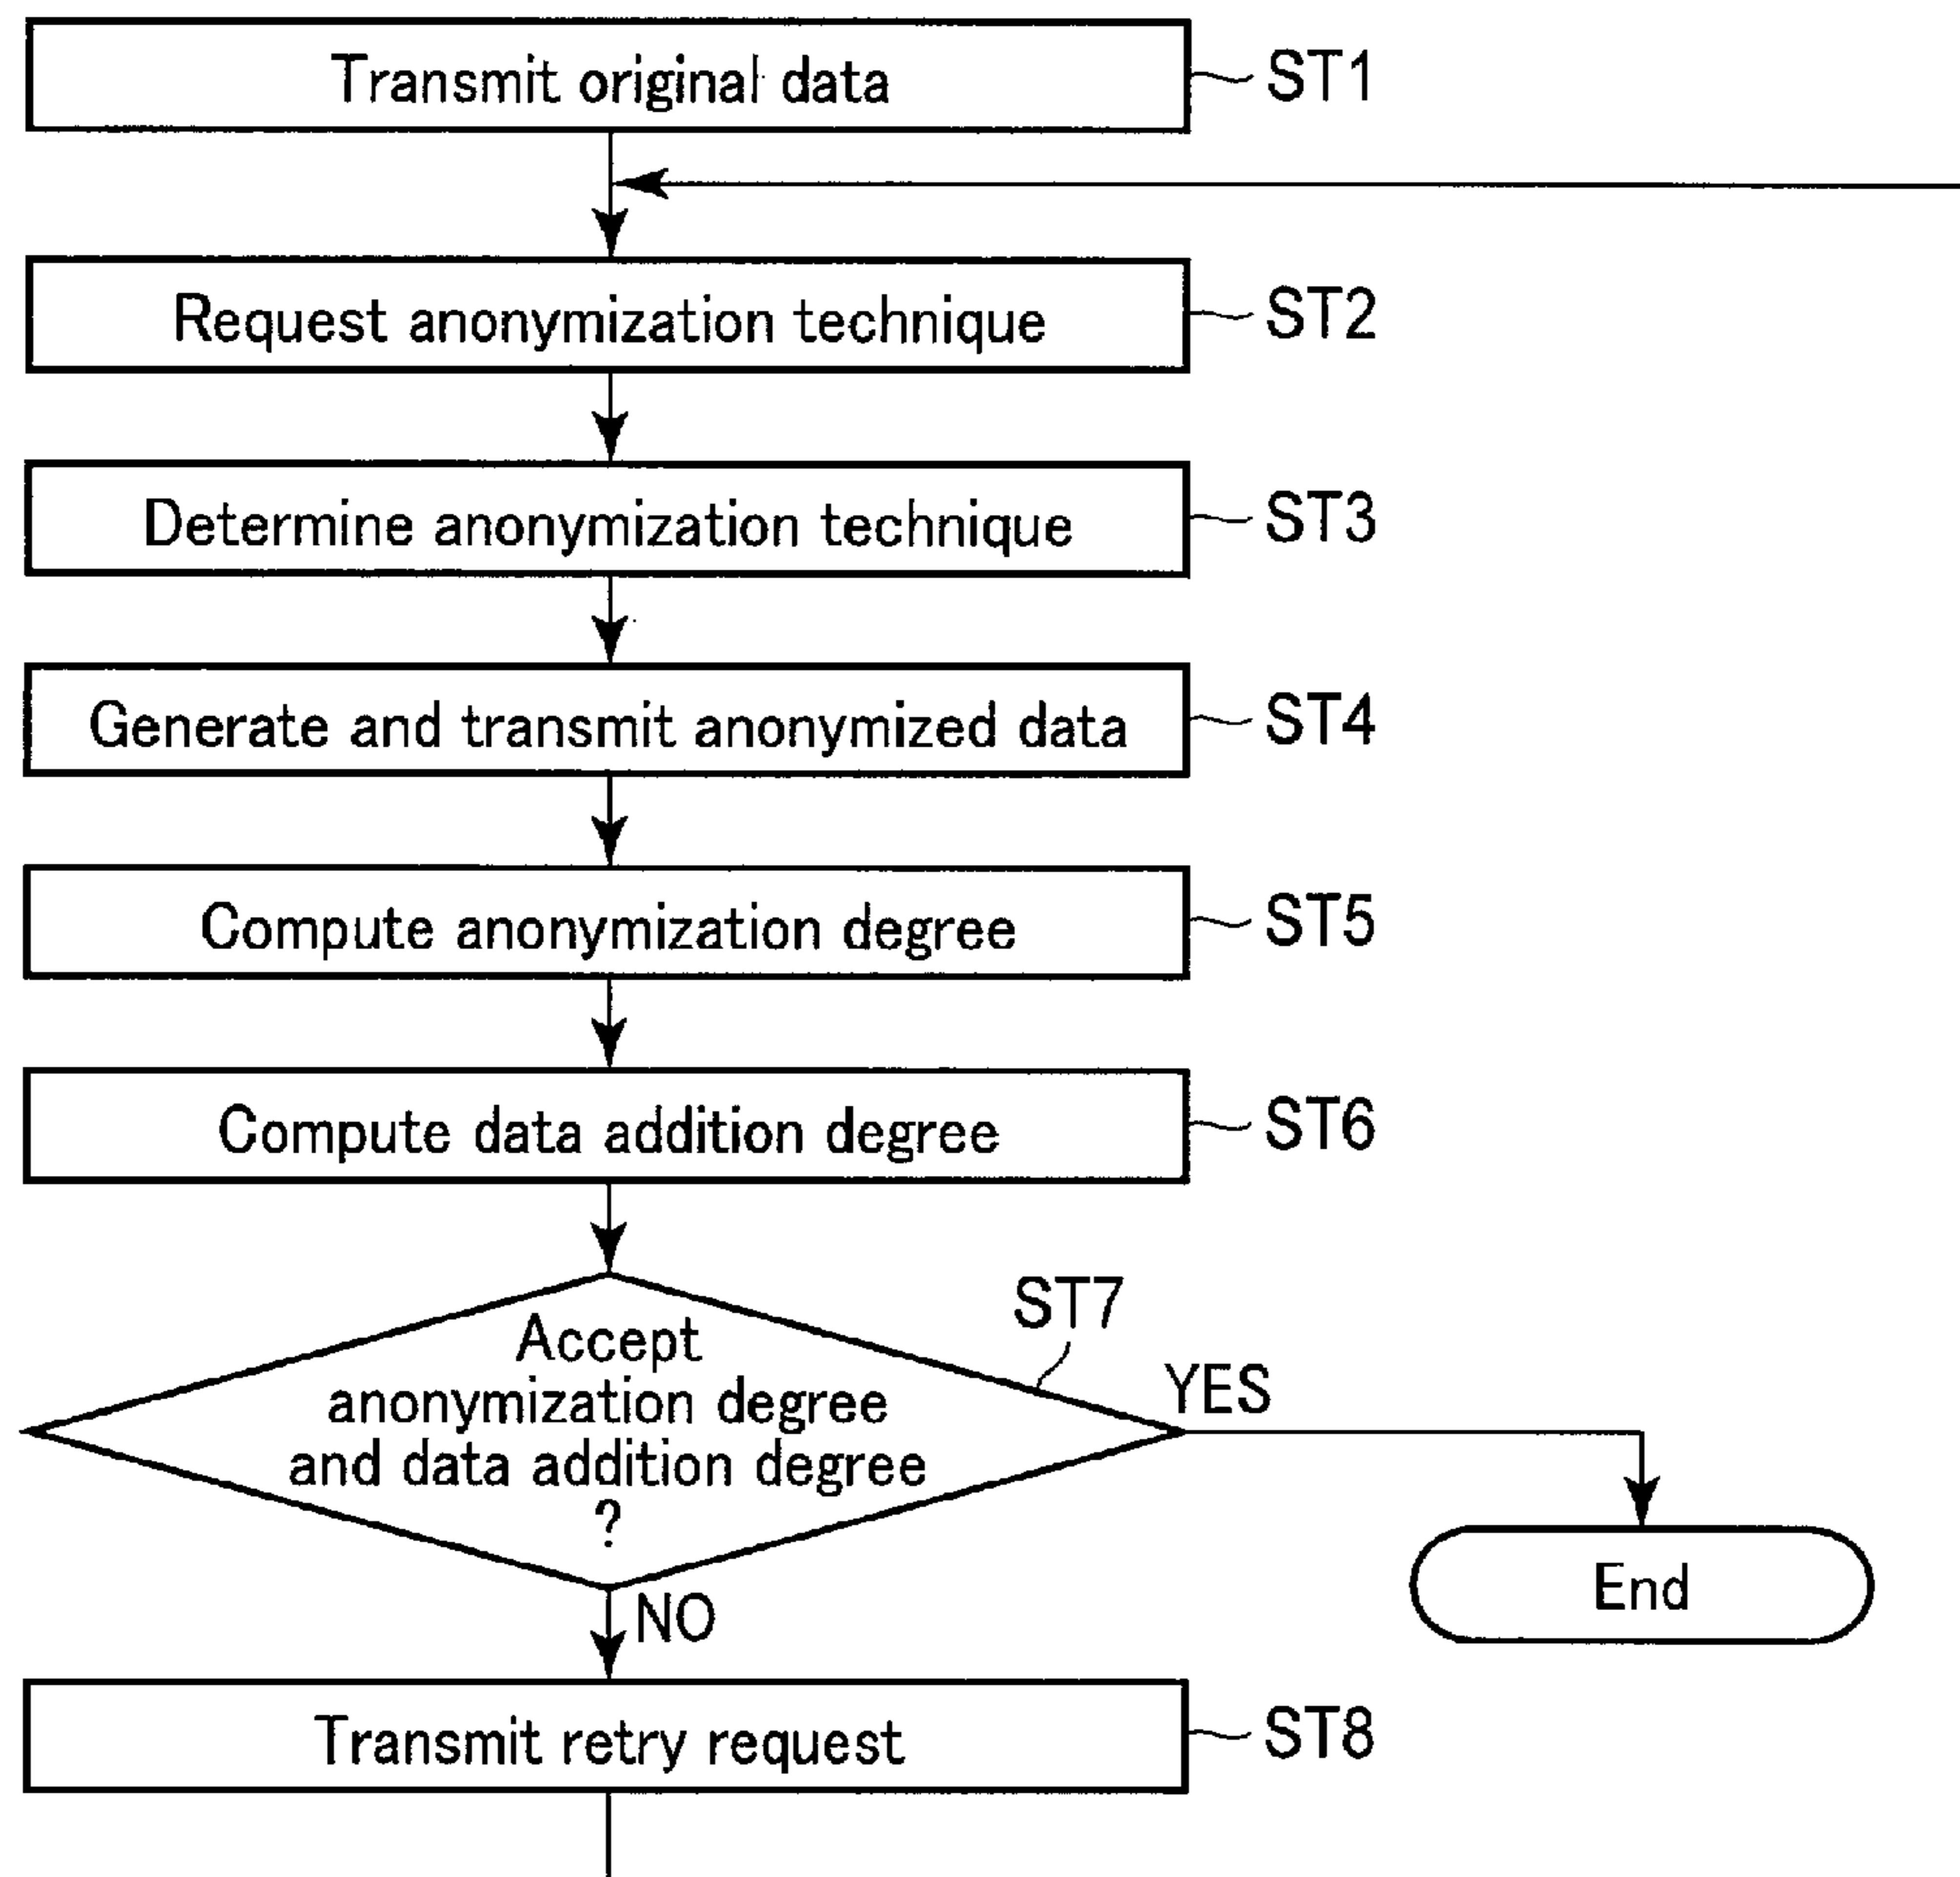 Transmit original data
ST1
Request anonymization technique
ST2
Determine anonymization technique
ST3
Generate and transmit anonymized data
ST4
Compute anonymization degree
ST5
Compute data addition degree
ST6
ST7
Accept
anonymization degree
and data addition degree
?
YES
End
NO
Transmit retry request
ST8